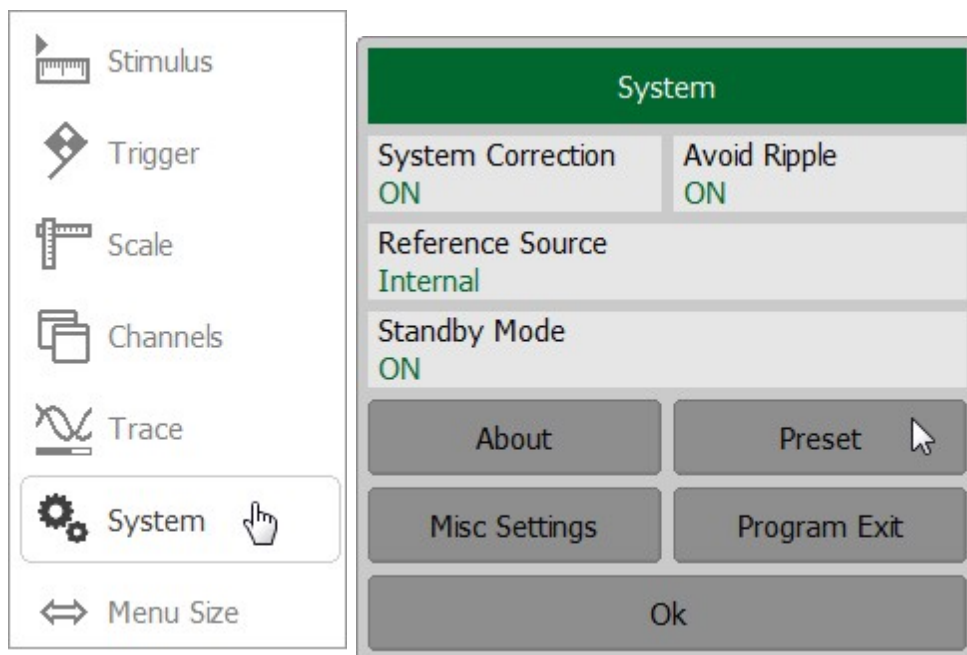 Stimulus
Trigger
Scale
Channels
Trace
System
Menu Size
System
System Correction
ON
Avoid Ripple
ON
Reference Source
Internal
Standby Mode
ON
About
Preset
Misc Settings
Program Exit
Ok